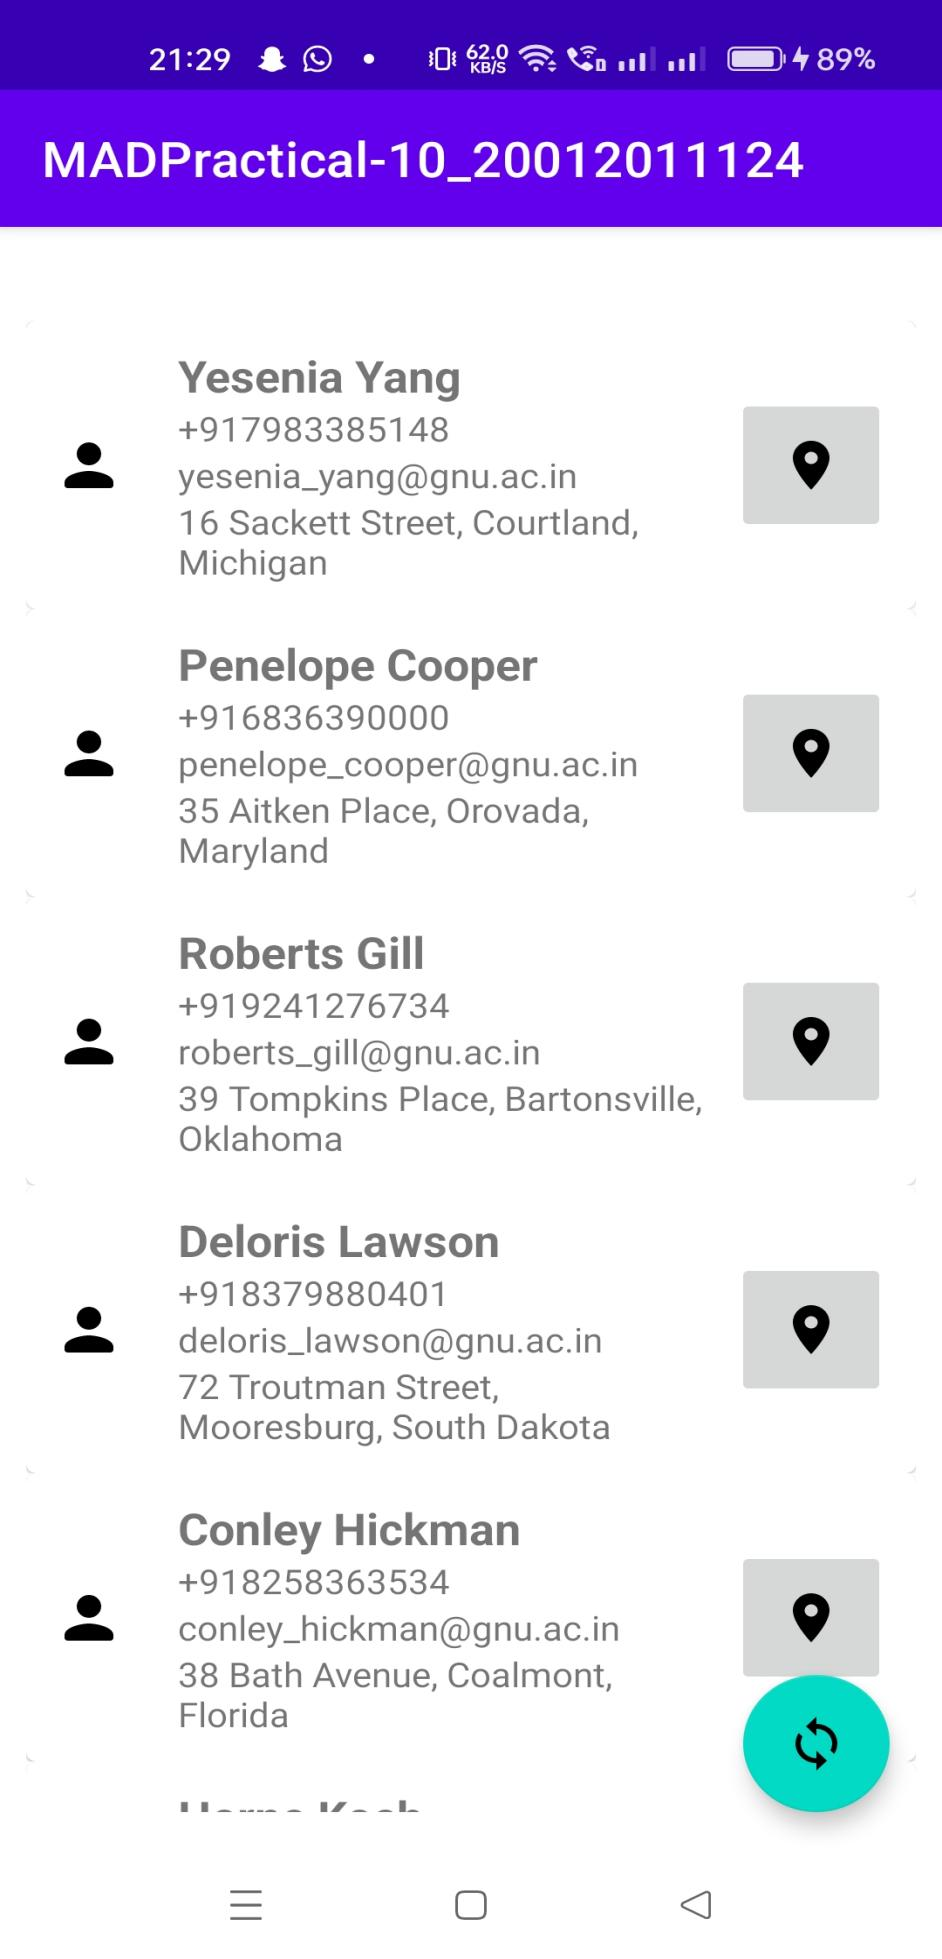 21:29
62.0
KB/S
89%
MADPractical-10_20012011124
Yesenia Yang
+917983385148
yesenia_yang@gnu.ac.in
16 Sackett Street, Courtland,
Michigan
Penelope Cooper
+916836390000
penelope_cooper@gnu.ac.in
35 Aitken Place, Orovada,
Maryland
Roberts Gill
+919241276734
roberts_gill@gnu.ac.in
39 Tompkins Place, Bartonsville,
Oklahoma
Deloris Lawson
+918379880401
deloris_lawson@gnu.ac.in
72 Troutman Street,
Mooresburg, South Dakota
Conley Hickman
+918258363534
conley_hickman@gnu.ac.in
38 Bath Avenue, Coalmont,
Florida